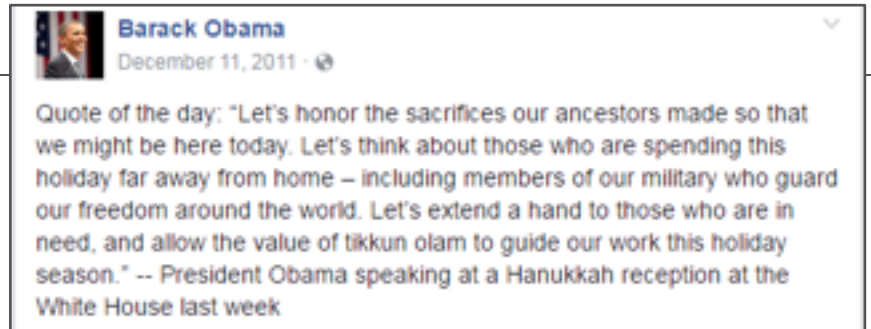 Barack Obama
December 11, 2011 ·
Quote of the day: “Let's honor the sacrifices our ancestors made so that
we might be here today. Let's think about those who are spending this
holiday far away from home – including members of our military who guard
our freedom around the world. Let's extend a hand to those who are in
need, and allow the value of tikkun olam to guide our work this holiday
season.” -- President Obama speaking at a Hanukkah reception at the
White House last week